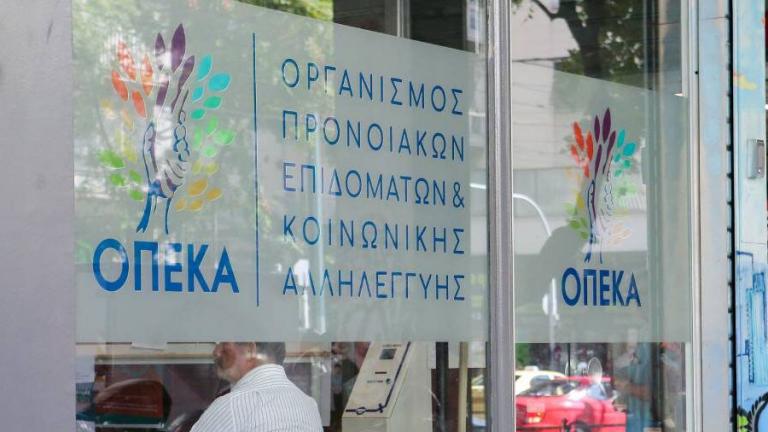 ΟΠΕΚΑ
ΟΡΓΑΝΙΣΜΟΣ
ΠΡΟΝΟΙΑΚΩΝ
ΕΠΙΔΟΜΑΤΩΝ &
ΚΟΙΝΩΝΙΚΗΣ
ΑΛΛΗΛΕΓΓΥΗΣ
ΟΠΕΚΑ